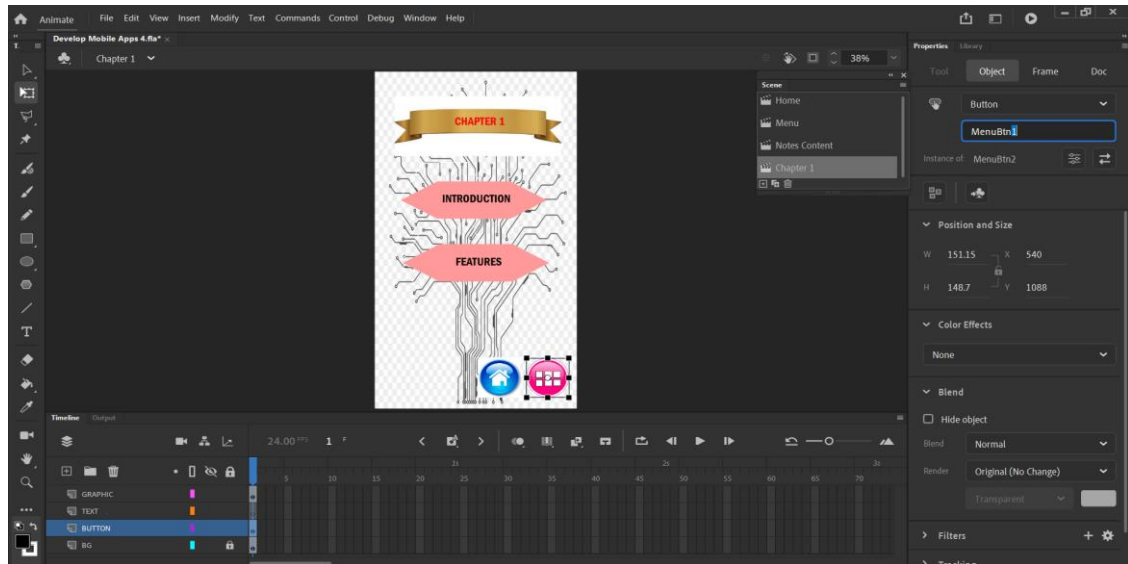 Animate File Edit View Insert Modify Text Commands Control Debug Window Help
Develop Mobile Apps 4.fla*
Chapter 1
38%
CHAPTER 1
INTRODUCTION
FEATURES
Scene
Home
Menu
Notes Content
Chapter 1
Properties Library
Tool Object Frame Doc
Button
MenuBtn1
Instance of MenuBtn2
Position and Size
W 151.15 X 540
H 148.7 Y 1088
Color Effects
None
Blend
Hide object
Blend Normal
Render Original (No Change)
Transparent
Filters
Tracking
Timeline Output
24.00 FPS 1 F
1s 2s 3s
5 10 15 20 25 30 35 40 45 50 55 60 65 70
GRAPHIC
TEXT
BUTTON
BG